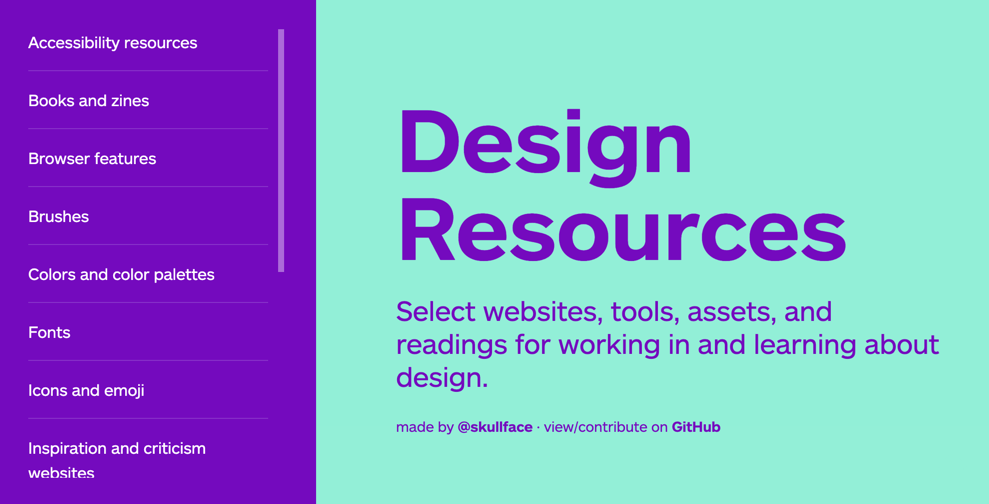 Accessibility resources
Books and zines
Browser features
Brushes
Colors and color palettes
Fonts
Icons and emoji
Inspiration and criticism
websites
Design
Resources
Select websites, tools, assets, and
readings for working in and learning about
design.
made by @skullface · view/contribute on GitHub